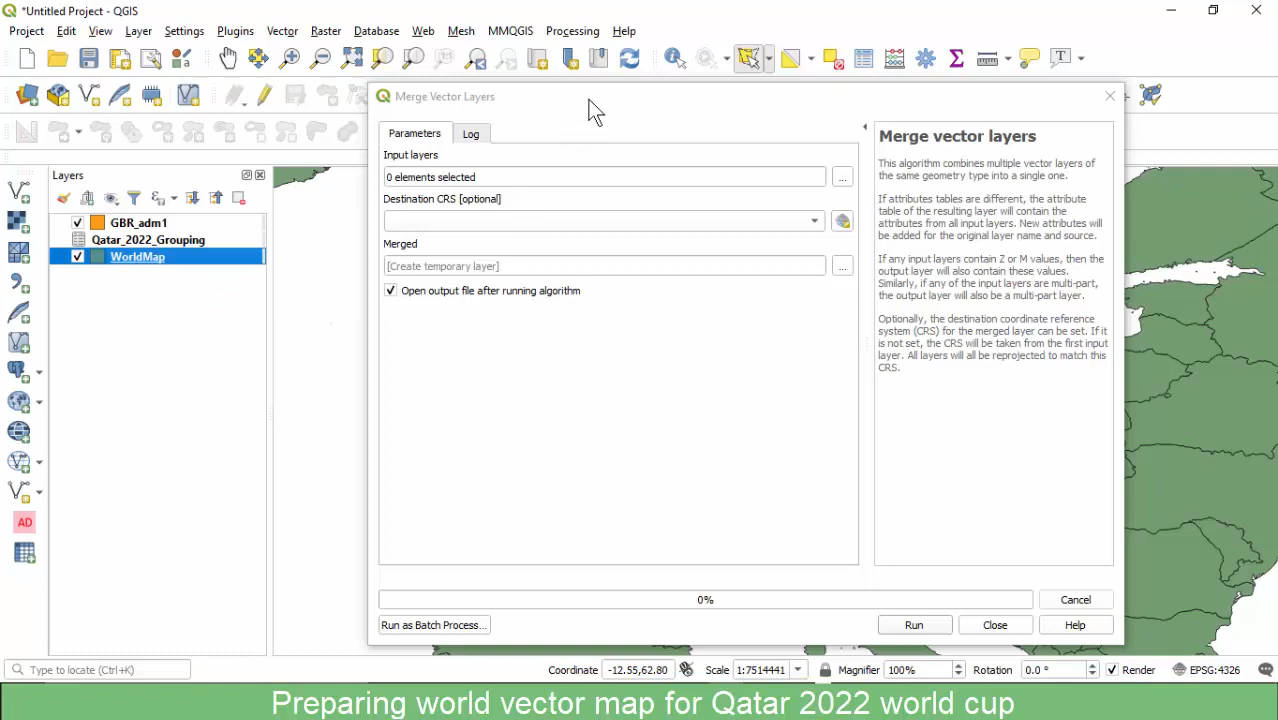 *Untitled Project - QGIS
Project Edit View Layer Settings Plugins Vector Raster Database Web Mesh MMQGIS Processing Help
Merge Vector Layers
Parameters Log
Input layers
0 elements selected
...
Destination CRS [optional]
Merged
[Create temporary layer]
...
Open output file after running algorithm
Merge vector layers
This algorithm combines multiple vector layers of
the same geometry type into a single one.
If attributes tables are different, the attribute
table of the resulting layer will contain the
attributes from all input layers. New attributes will
be added for the original layer name and source.
If any input layers contain Z or M values, then the
output layer will also contain these values.
Similarly, if any of the input layers are multi-part,
the output layer will also be a multi-part layer.
Optionally, the destination coordinate reference
system (CRS) for the merged layer can be set. If it
is not set, the CRS will be taken from the first input
layer. All layers will all be reprojected to match this
CRS.
0%
Cancel
Run as Batch Process...
Run
Close
Help
Layers
GBR_adm1
Qatar_2022_Grouping
WorldMap
AD
Type to locate (Ctrl+K)
Coordinate -12.55,62.80
Scale 1:7514441
Magnifier 100%
Rotation 0.0 °
Render
EPSG:4326
Preparing world vector map for Qatar 2022 world cup